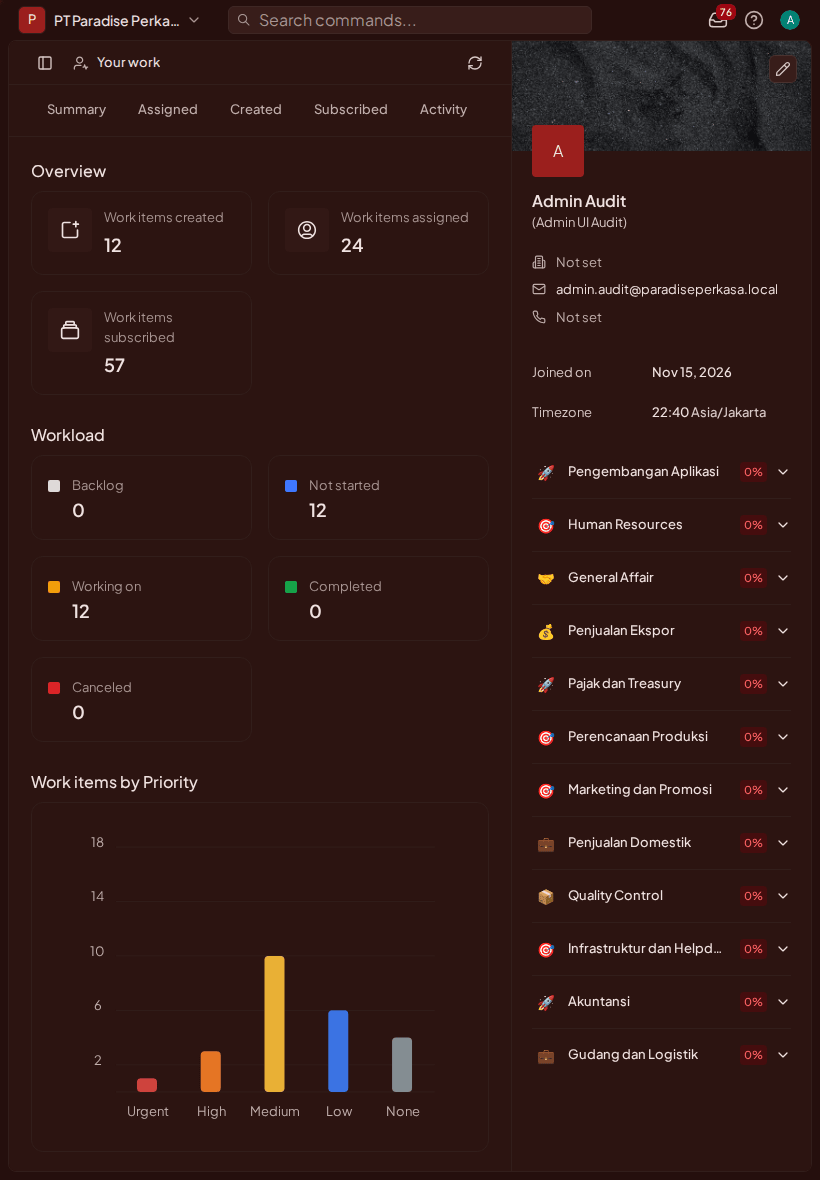 P PT Paradise Perka... Search commands... 76 A
Your work
Summary Assigned Created Subscribed Activity
Overview
Work items created
12
Work items assigned
24
Work items
subscribed
57
Workload
Backlog
0
Not started
12
Working on
12
Completed
0
Canceled
0
Work items by Priority
18
14
10
6
2
Urgent High Medium Low None
A
Admin Audit
(Admin UI Audit)
Not set
admin.audit@paradiseperkasa.local
Not set
Joined on Nov 15, 2026
Timezone 22:40 Asia/Jakarta
Pengembangan Aplikasi 0%
Human Resources 0%
General Affair 0%
Penjualan Ekspor 0%
Pajak dan Treasury 0%
Perencanaan Produksi 0%
Marketing dan Promosi 0%
Penjualan Domestik 0%
Quality Control 0%
Infrastruktur dan Helpd... 0%
Akuntansi 0%
Gudang dan Logistik 0%